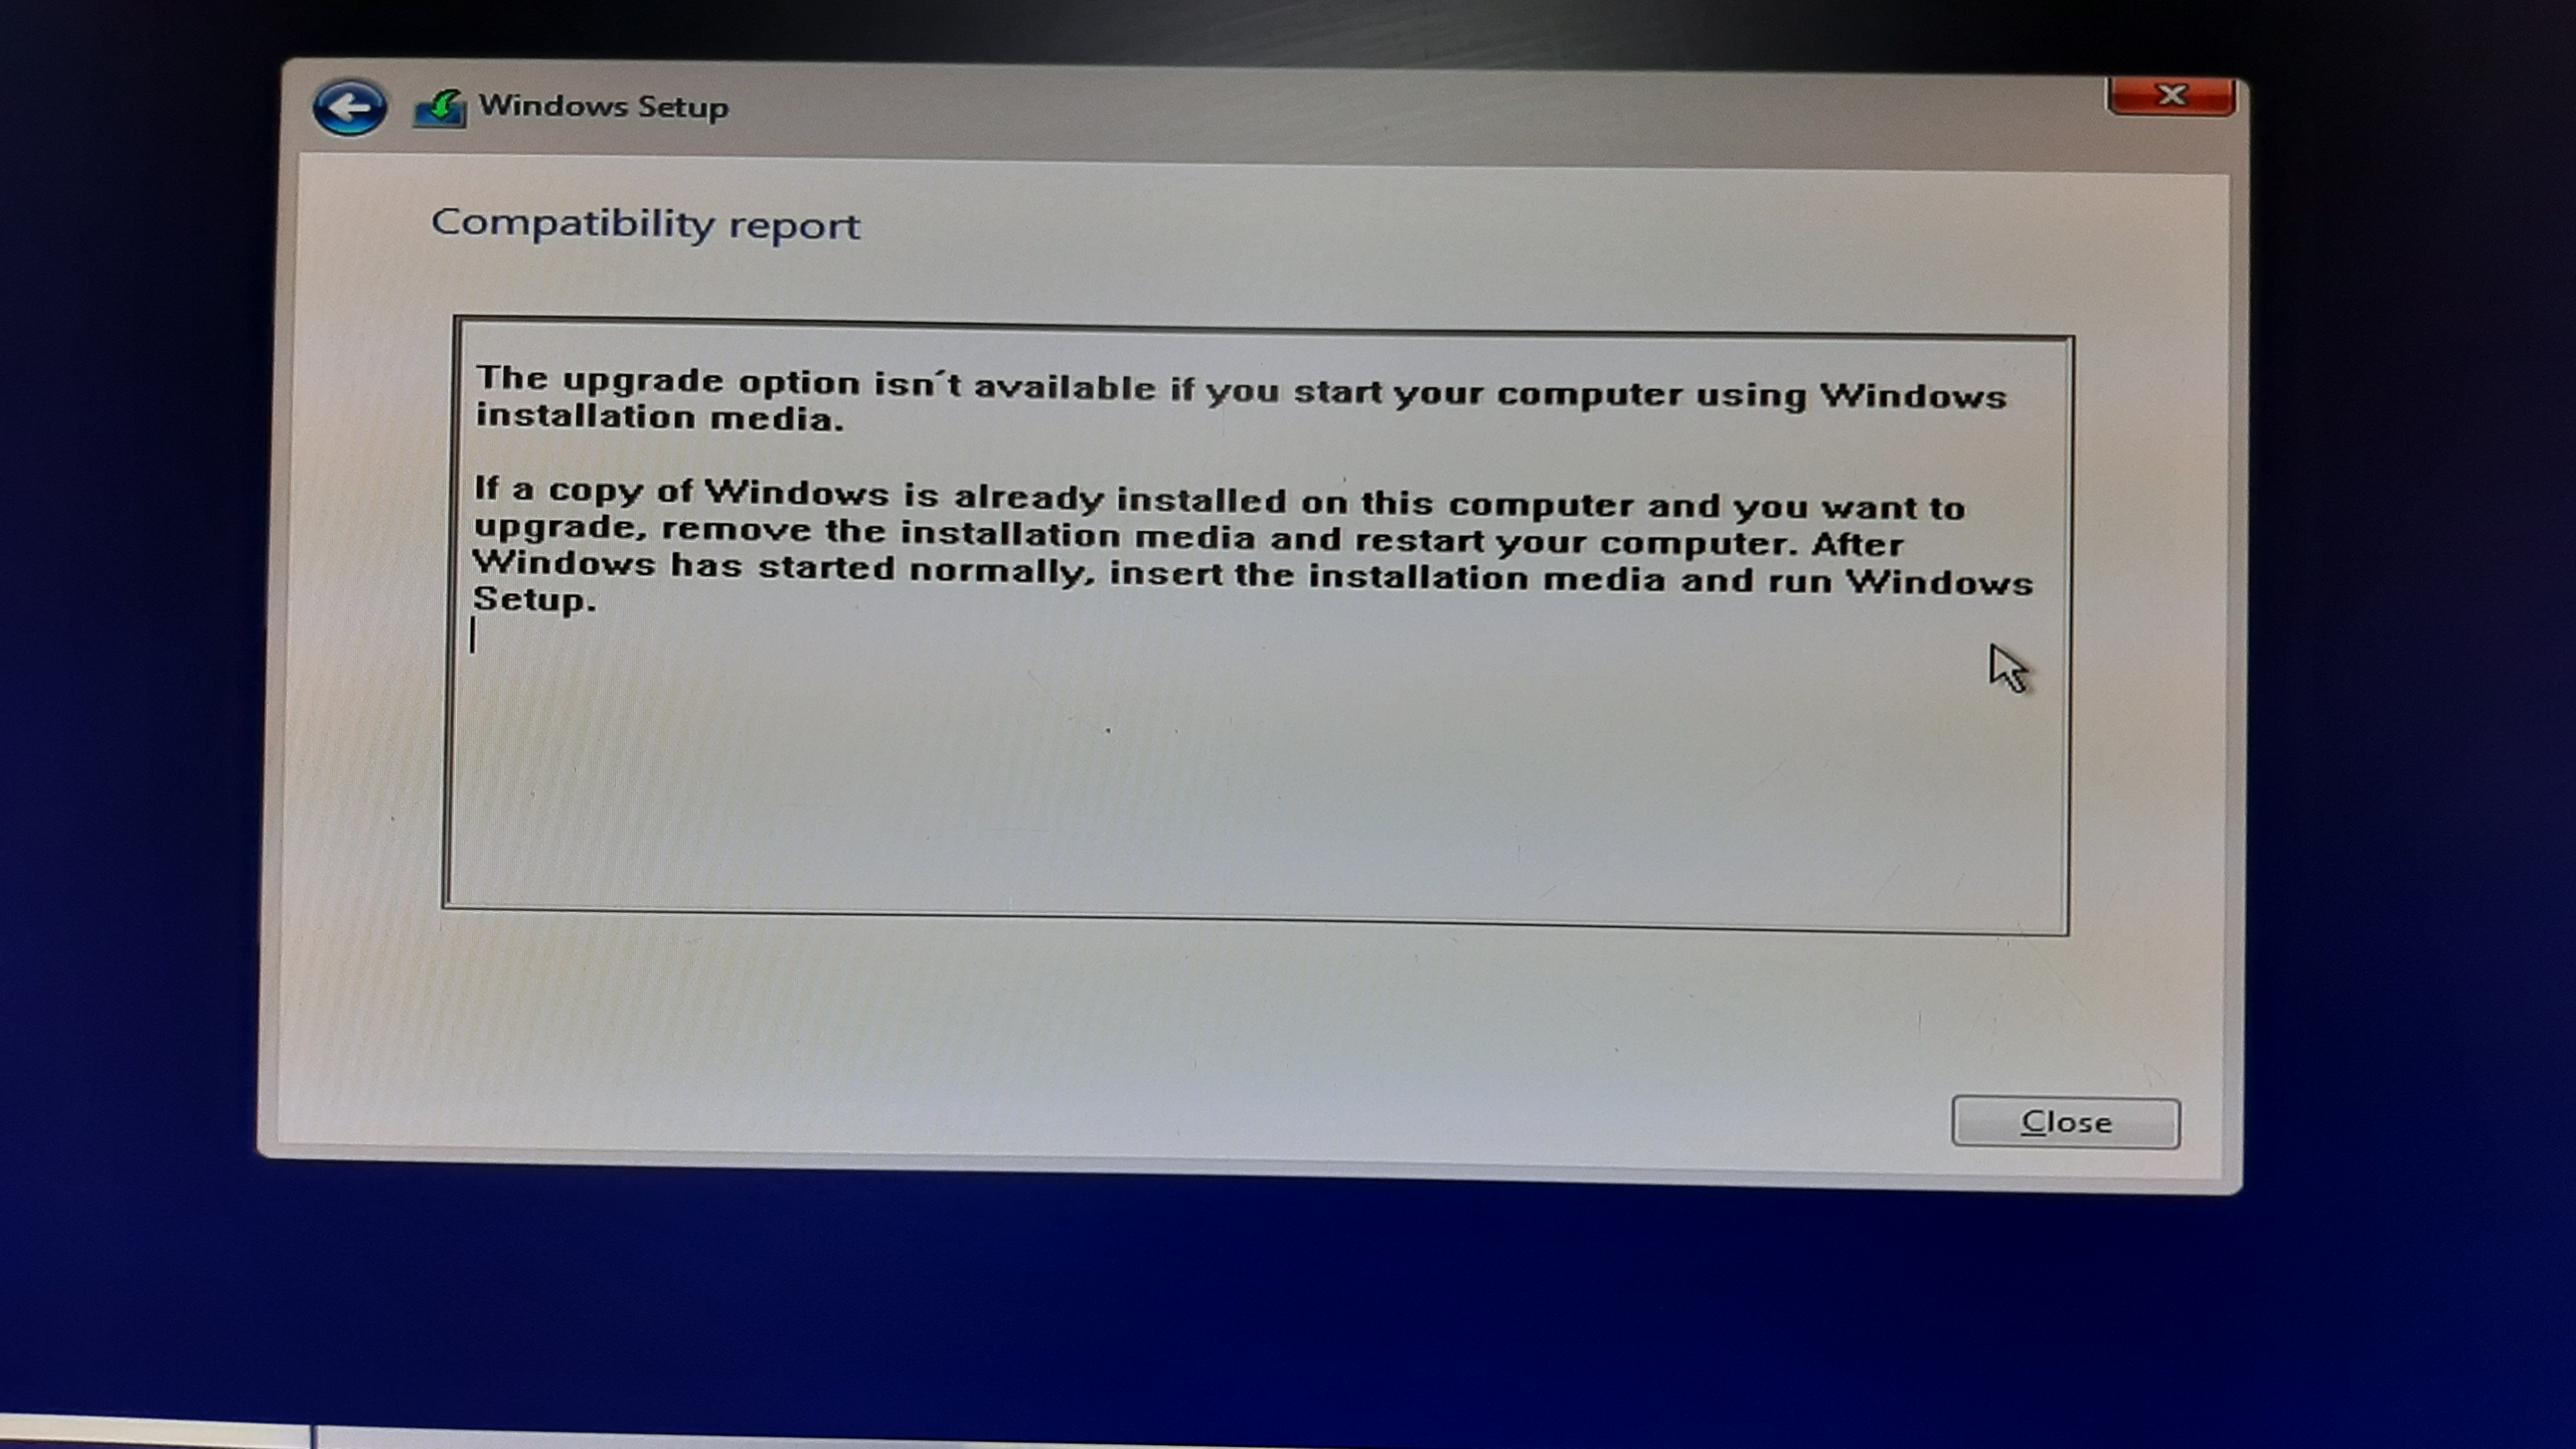 Windows Setup
Compatibility report
The upgrade option isn´t available if you start your computer using Windows
installation media.
If a copy of Windows is already installed on this computer and you want to
upgrade, remove the installation media and restart your computer. After
Windows has started normally, insert the installation media and run Windows
Setup.
Close